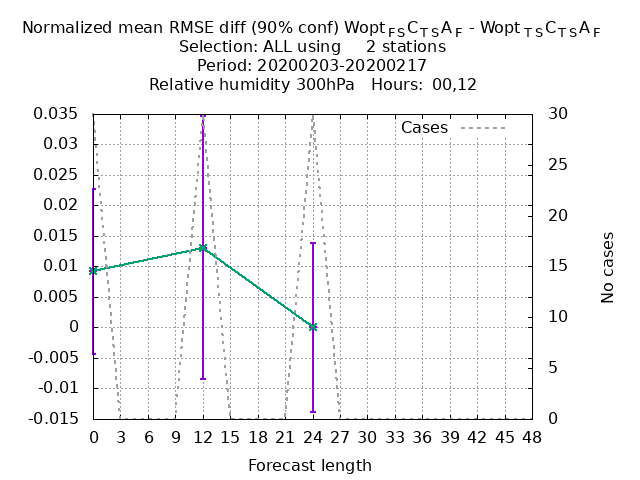 Normalized mean RMSE diff (90% conf) Wopt FS C TS A F - Wopt TS C TS A F
Selection: ALL using 2 stations
Period: 20200203-20200217
Relative humidity 300hPa Hours: 00,12
Cases
0.035
0.03
0.025
0.02
0.015
0.01
0.005
0
-0.005
-0.01
-0.015
30
25
20
15
10
5
0
No cases
0 3 6 9 12 15 18 21 24 27 30 33 36 39 42 45 48
Forecast length